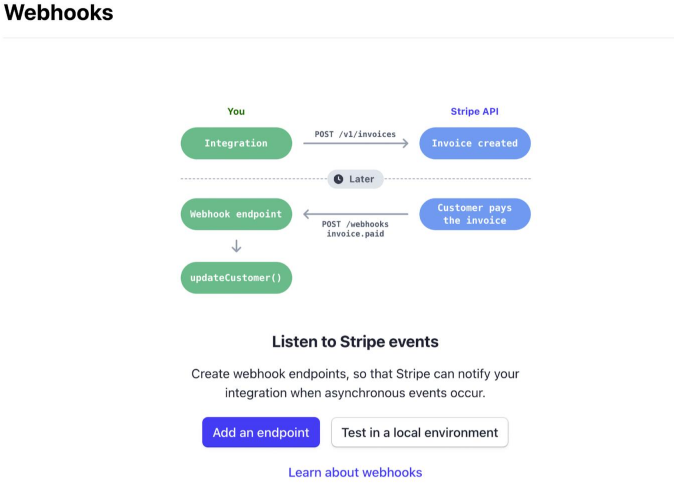 Webhooks
You
Stripe API
Integration
POST /v1/invoices
Invoice created
Later
Webhook endpoint
POST /webhooks
invoice.paid
Customer pays
the invoice
updateCustomer()
Listen to Stripe events
Create webhook endpoints, so that Stripe can notify your
integration when asynchronous events occur.
Add an endpoint
Test in a local environment
Learn about webhooks